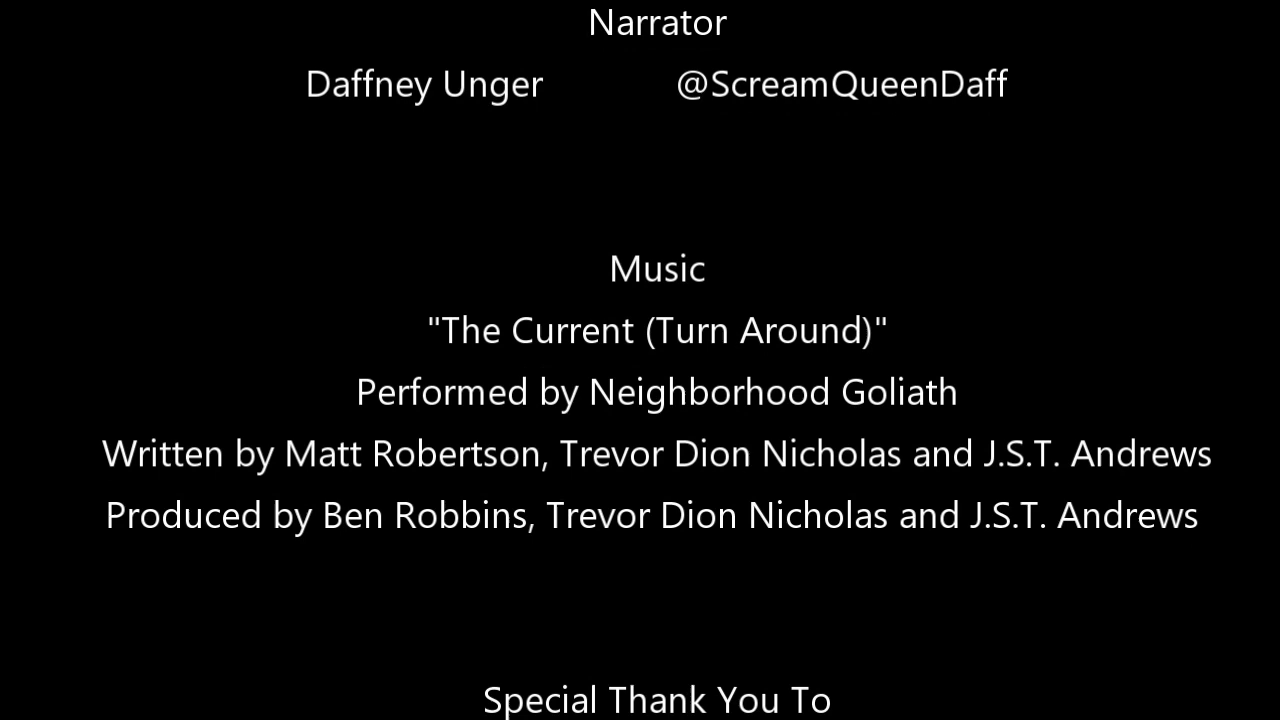 Narrator
Daffney Unger @ScreamQueenDaff
Music
"The Current (Turn Around)"
Performed by Neighborhood Goliath
Written by Matt Robertson, Trevor Dion Nicholas and J.S.T. Andrews
Produced by Ben Robbins, Trevor Dion Nicholas and J.S.T. Andrews
Special Thank You To